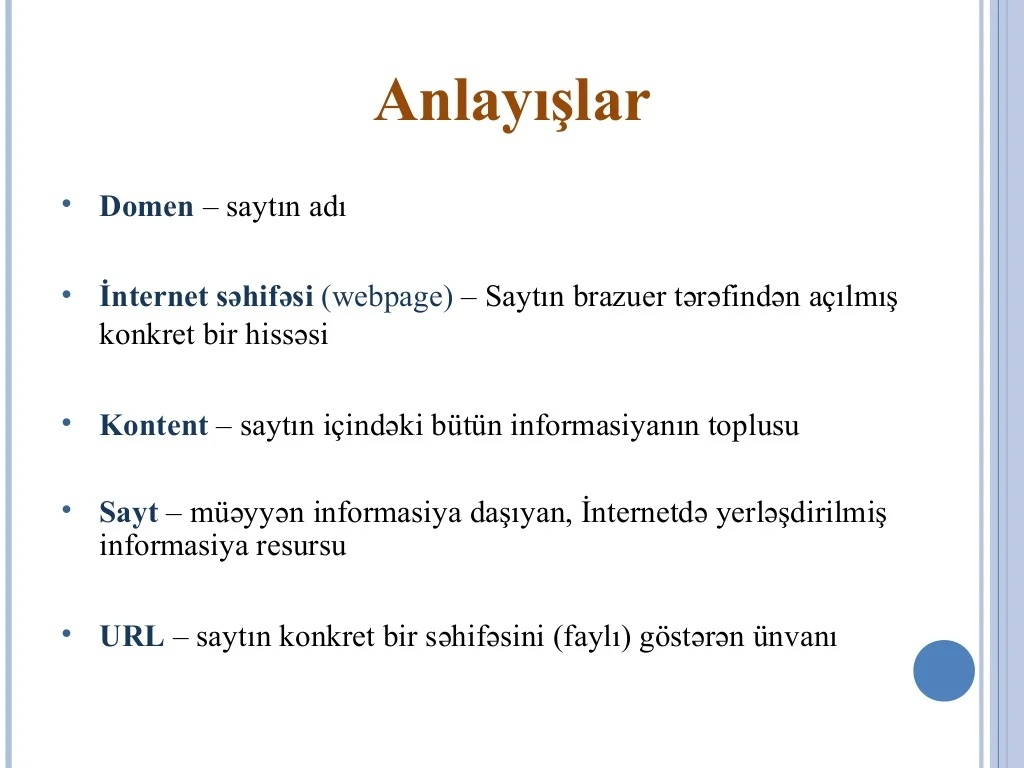 Anlayışlar
• Domen – saytın adı
• İnternet səhifəsi (webpage) – Saytın brazuer tərəfindən açılmış
konkret bir hissəsi
• Kontent – saytın içindəki bütün informasiyanın toplusu
• Sayt – müəyyən informasiya daşıyan, İnternetdə yerləşdirilmiş
informasiya resursu
• URL – saytın konkret bir səhifəsini (faylı) göstərən ünvanı